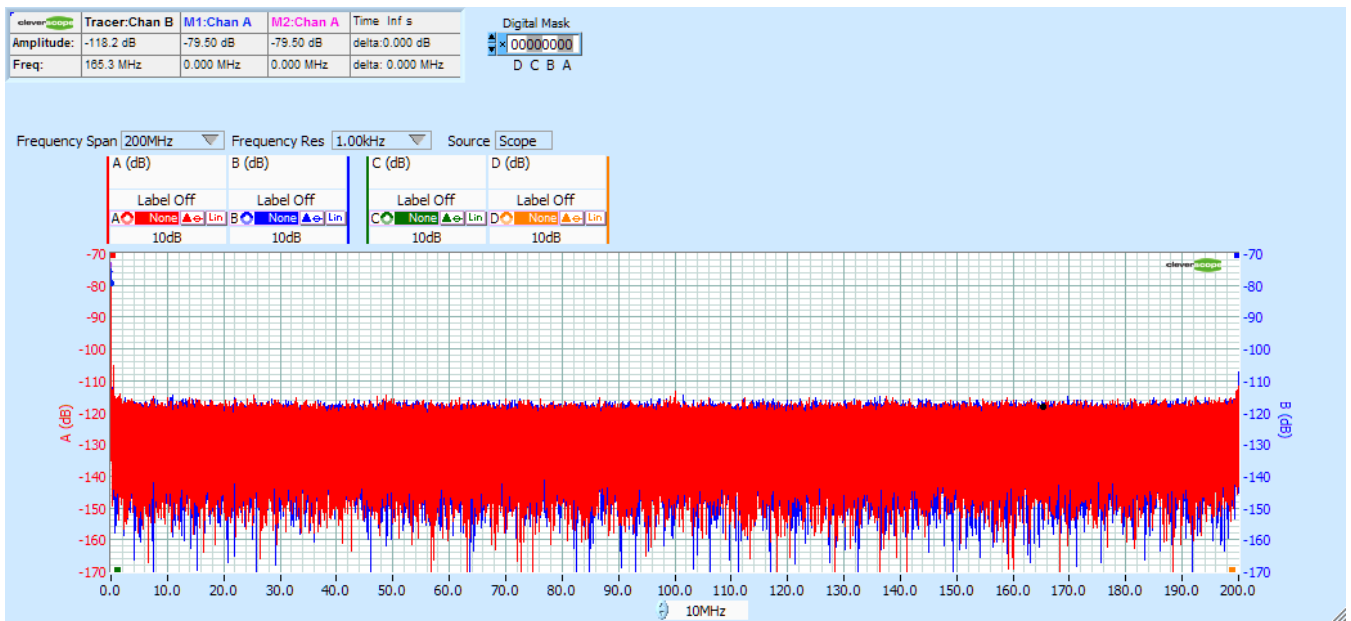 cleverscope Tracer:Chan B M1:Chan A M2:Chan A Time Inf s
Amplitude: -118.2 dB -79.50 dB -79.50 dB delta:0.000 dB
Freq: 165.3 MHz 0.000 MHz 0.000 MHz delta: 0.000 MHz
Digital Mask
× 00000000
D C B A
Frequency Span 200MHz Frequency Res 1.00kHz Source Scope
A (dB) B (dB) C (dB) D (dB)
Label Off Label Off Label Off Label Off
A None Lin B None Lin C None Lin D None Lin
10dB 10dB 10dB 10dB
cleverscope
-70 -70
-80 -80
-90 -90
-100 -100
-110 -110
-120 -120
-130 -130
-140 -140
-150 -150
-160 -160
-170 -170
A (dB)
B (dB)
0.0 10.0 20.0 30.0 40.0 50.0 60.0 70.0 80.0 90.0 100.0 110.0 120.0 130.0 140.0 150.0 160.0 170.0 180.0 190.0 200.0
10MHz